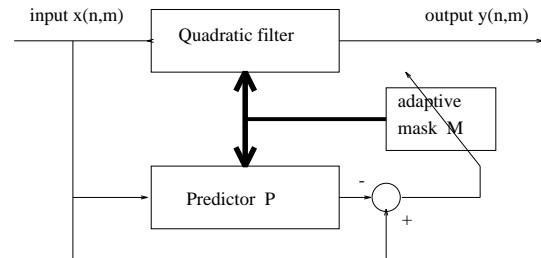 input x(n,m)
output y(n,m)
Quadratic filter
adaptive
mask M
-
Predictor P
+